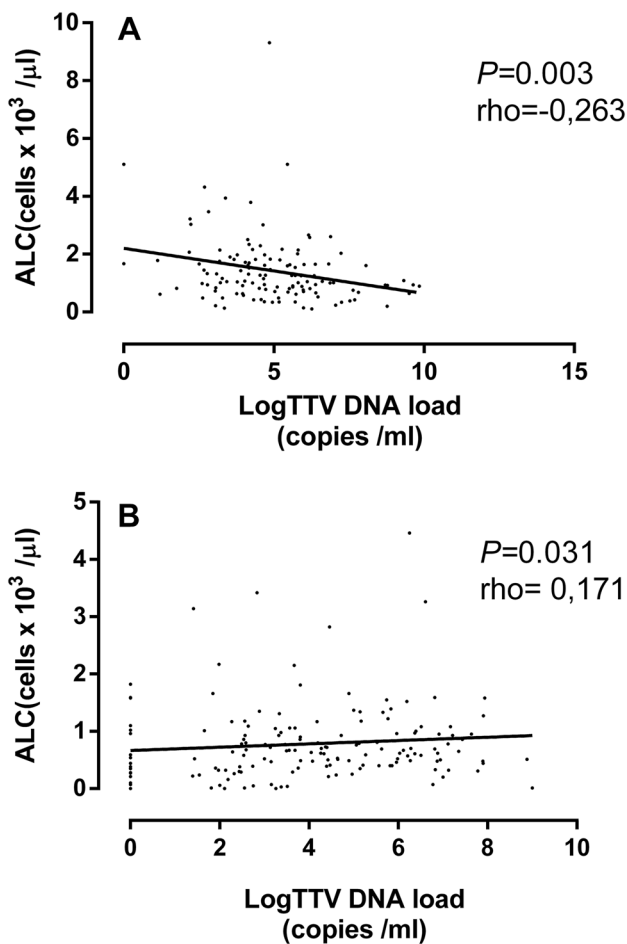 A
10
8
6
4
2
0
ALC(cells x 10³ /µl)
P=0.003
rho=-0,263
0 5 10 15
LogTTV DNA load
(copies /ml)
B
5
4
3
2
1
0
ALC(cells x 10³ /µl)
P=0.031
rho= 0,171
0 2 4 6 8 10
LogTTV DNA load
(copies /ml)